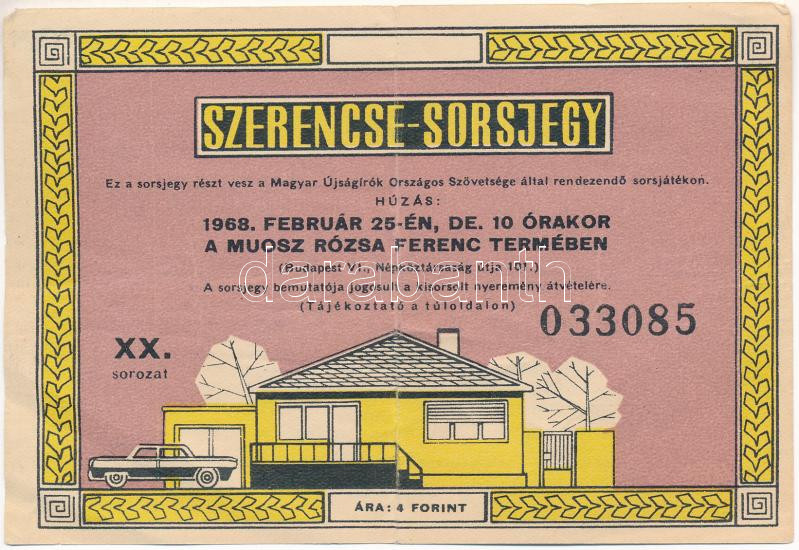 SZERENCSE-SORSJEGY
Ez a sorsjegy részt vesz a Magyar Újságírók Országos Szövetsége által rendezendő sorsjátékon.
HÚZÁS:
1968. FEBRUÁR 25-ÉN, DE. 10 ÓRAKOR
A MUOSZ RÓZSA FERENC TERMÉBEN
(Budapest VI., Népköztársaság útja 101.)
A sorsjegy bemutatója jogosult a kisorsolt nyeremény átvételére.
(Tájékoztató a túloldalon)
033085
XX.
sorozat
darabanth
ÁRA: 4 FORINT